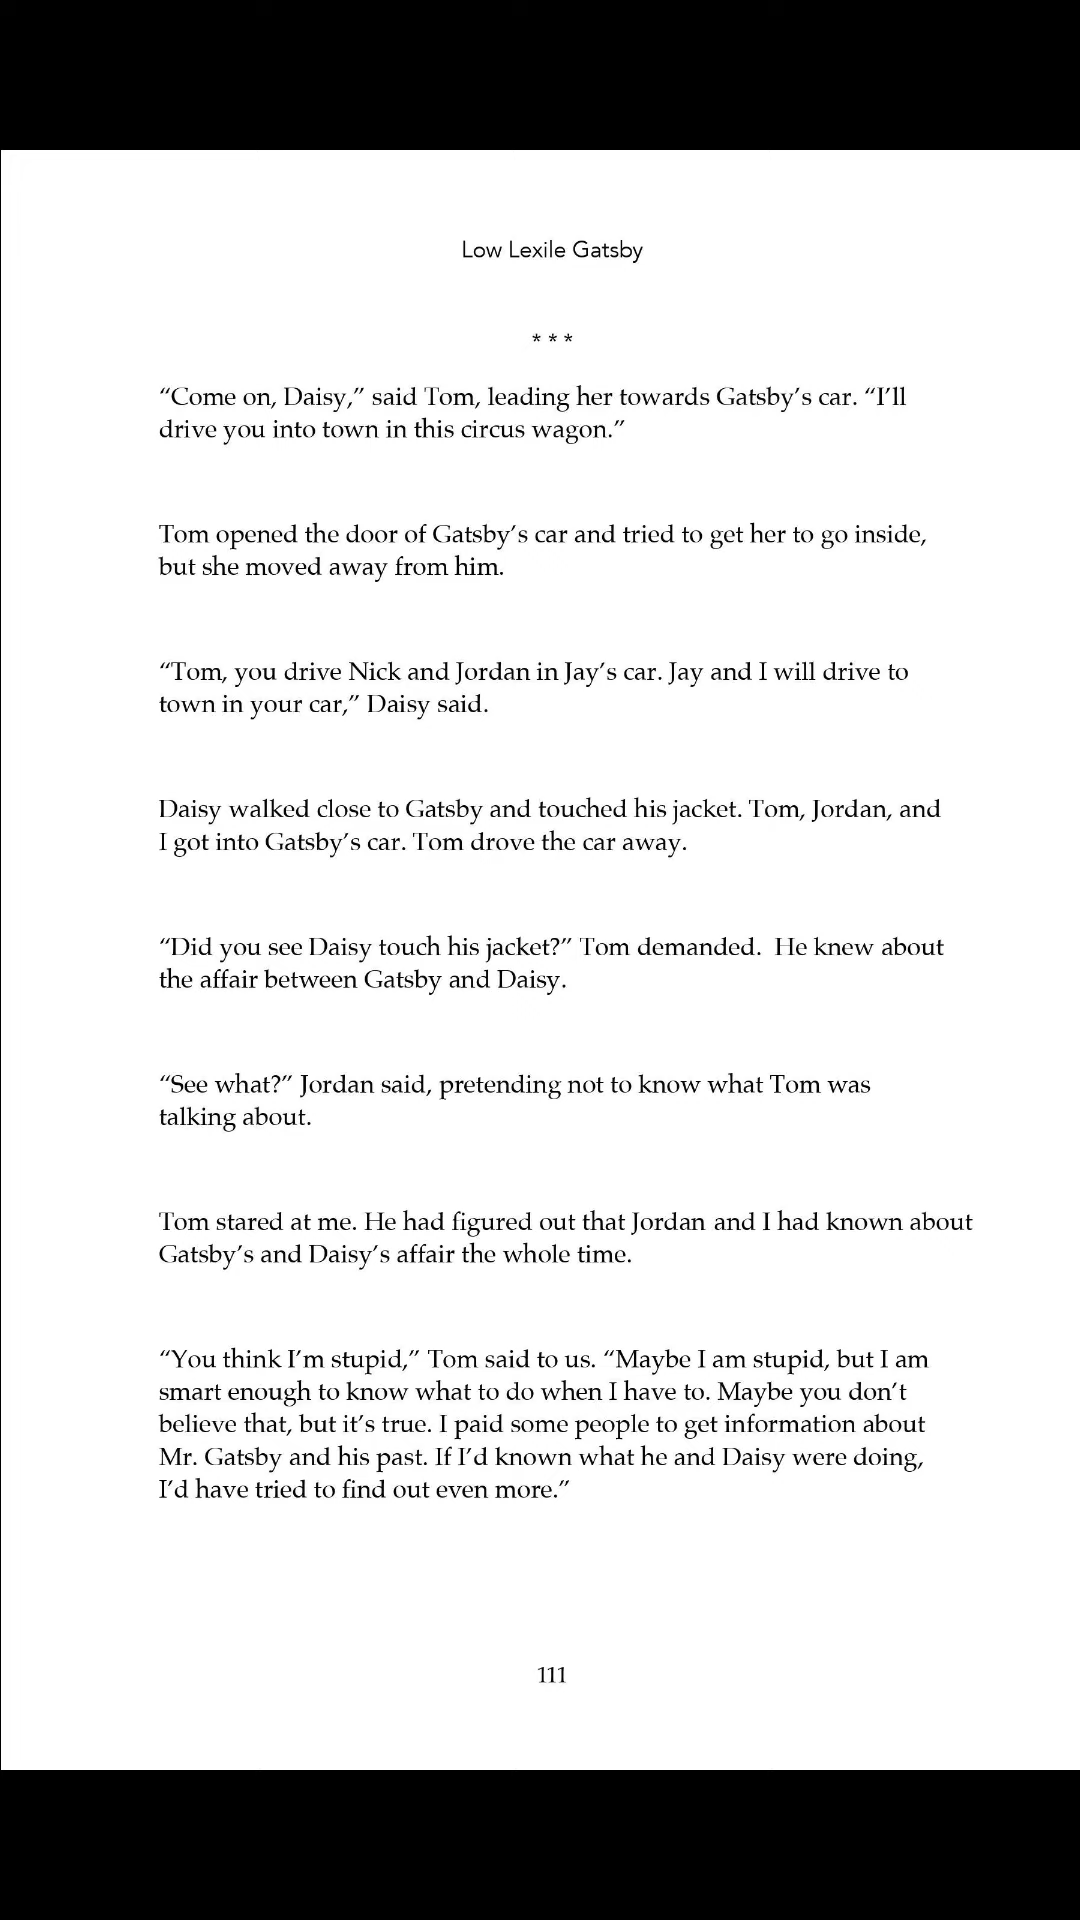 Low Lexile Gatsby
* * *
“Come on, Daisy,” said Tom, leading her towards Gatsby’s car. “I’ll
drive you into town in this circus wagon.”
Tom opened the door of Gatsby’s car and tried to get her to go inside,
but she moved away from him.
“Tom, you drive Nick and Jordan in Jay’s car. Jay and I will drive to
town in your car,” Daisy said.
Daisy walked close to Gatsby and touched his jacket. Tom, Jordan, and
I got into Gatsby’s car. Tom drove the car away.
“Did you see Daisy touch his jacket?” Tom demanded.  He knew about
the affair between Gatsby and Daisy.
“See what?” Jordan said, pretending not to know what Tom was
talking about.
Tom stared at me. He had figured out that Jordan and I had known about
Gatsby’s and Daisy’s affair the whole time.
“You think I’m stupid,” Tom said to us. “Maybe I am stupid, but I am
smart enough to know what to do when I have to. Maybe you don’t
believe that, but it’s true. I paid some people to get information about
Mr. Gatsby and his past. If I’d known what he and Daisy were doing,
I’d have tried to find out even more.”
111